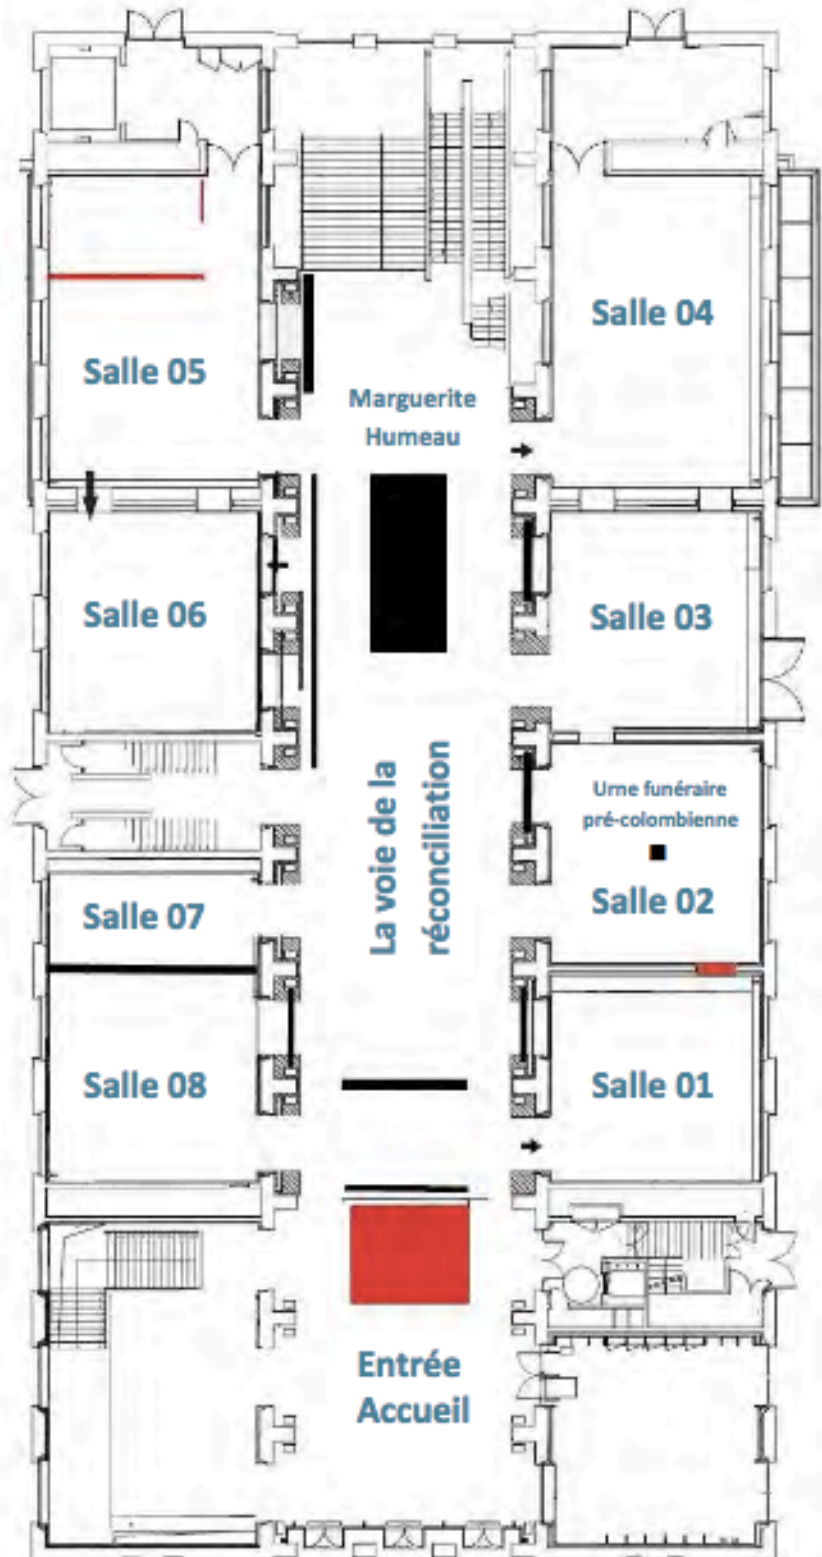 Salle 04
Salle 05
Marguerite
Humeau
Salle 06
Salle 03
La voie de la
réconciliation
Urne funéraire
pré-colombienne
Salle 02
Salle 07
Salle 08
Salle 01
Entrée
Accueil